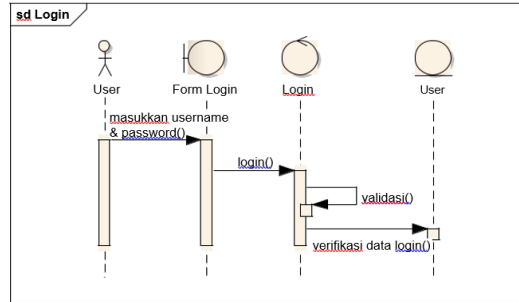 sd Login
User
Form Login
Login
User
masukkan username
& password()
login()
validasi()
verifikasi data login()